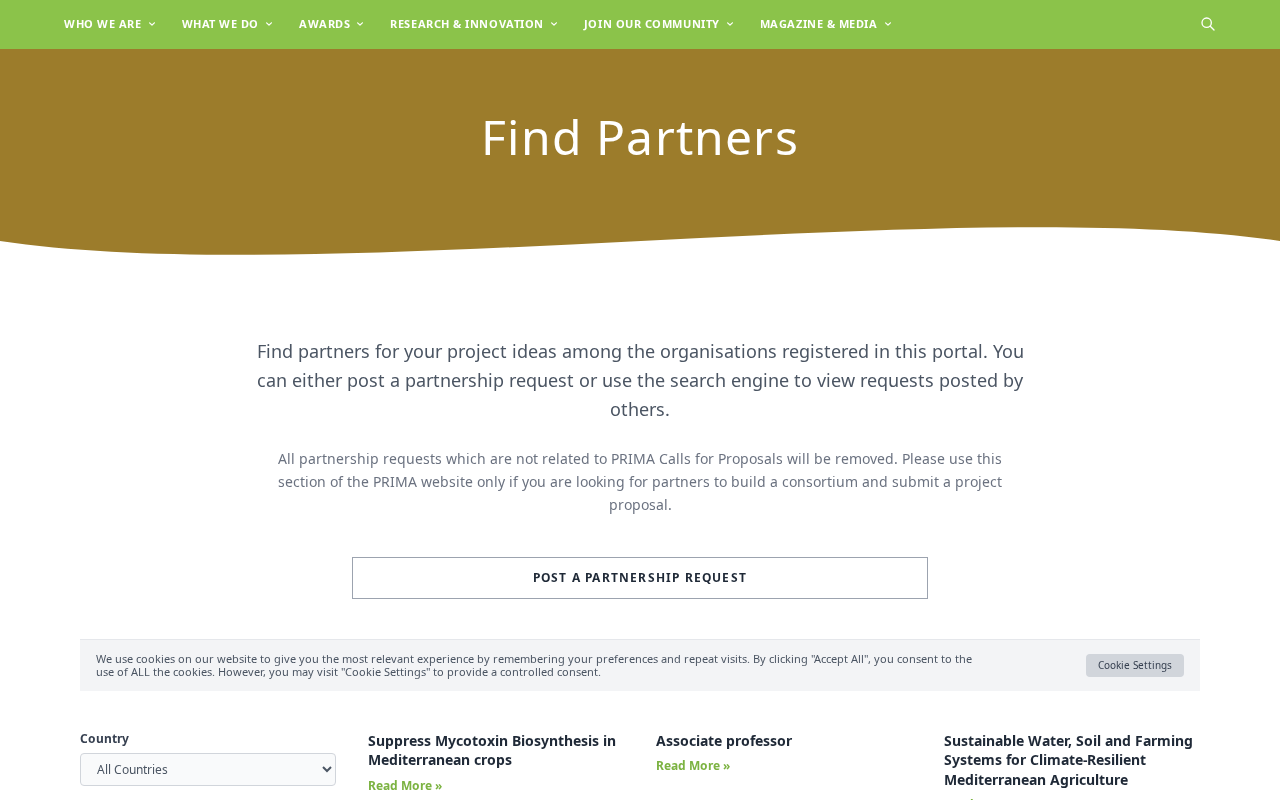 WHO WE ARE
WHAT WE DO
AWARDS
RESEARCH & INNOVATION
JOIN OUR COMMUNITY
MAGAZINE & MEDIA
Find Partners
Find partners for your project ideas among the organisations registered in this portal. You
can either post a partnership request or use the search engine to view requests posted by
others.
All partnership requests which are not related to PRIMA Calls for Proposals will be removed. Please use this
section of the PRIMA website only if you are looking for partners to build a consortium and submit a project
proposal.
POST A PARTNERSHIP REQUEST
We use cookies on our website to give you the most relevant experience by remembering your preferences and repeat visits. By clicking "Accept All", you consent to the
use of ALL the cookies. However, you may visit "Cookie Settings" to provide a controlled consent.
Cookie Settings
Country
All Countries
Suppress Mycotoxin Biosynthesis in
Mediterranean crops
Read More »
Associate professor
Read More »
Sustainable Water, Soil and Farming
Systems for Climate-Resilient
Mediterranean Agriculture